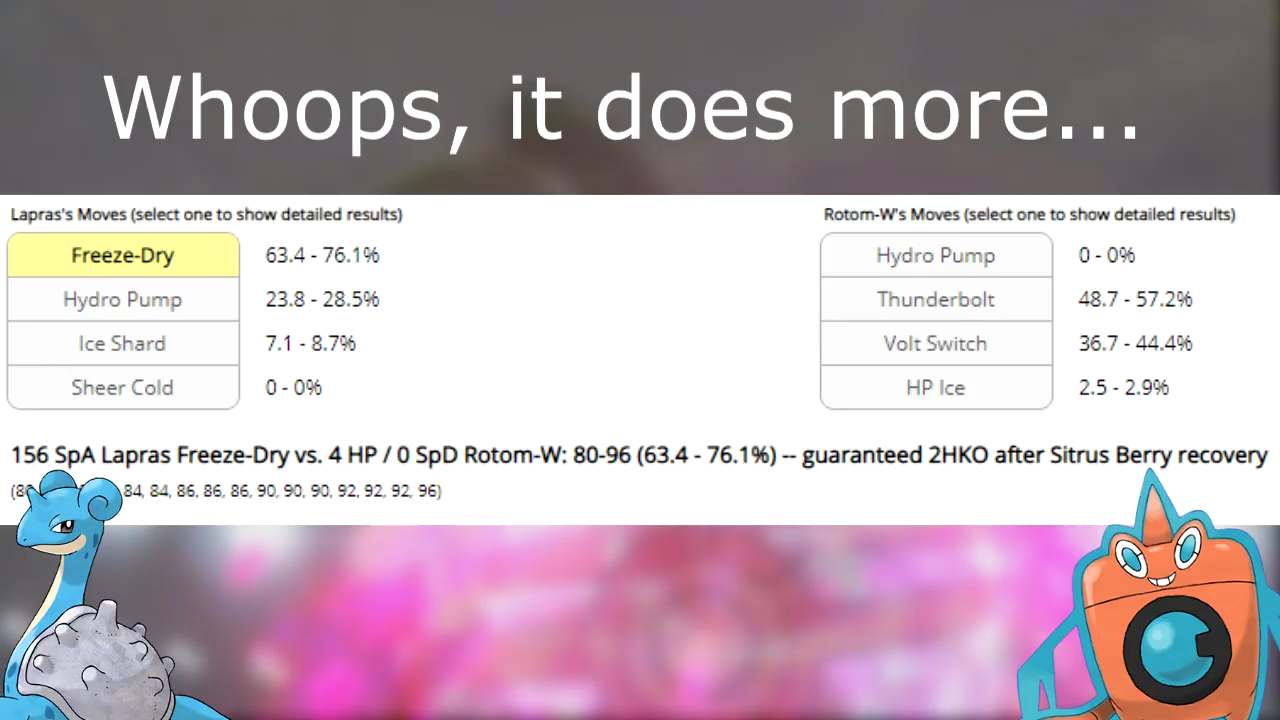 Whoops, it does more...
Lapras's Moves (select one to show detailed results)
Rotom-W's Moves (select one to show detailed results)
Freeze-Dry 63.4 - 76.1%
Hydro Pump 0 - 0%
Hydro Pump 23.8 - 28.5%
Thunderbolt 48.7 - 57.2%
Ice Shard 7.1 - 8.7%
Volt Switch 36.7 - 44.4%
Sheer Cold 0 - 0%
HP Ice 2.5 - 2.9%
156 SpA Lapras Freeze-Dry vs. 4 HP / 0 SpD Rotom-W: 80-96 (63.4 - 76.1%) -- guaranteed 2HKO after Sitrus Berry recovery
84, 84, 86, 86, 86, 90, 90, 90, 92, 92, 92, 96)